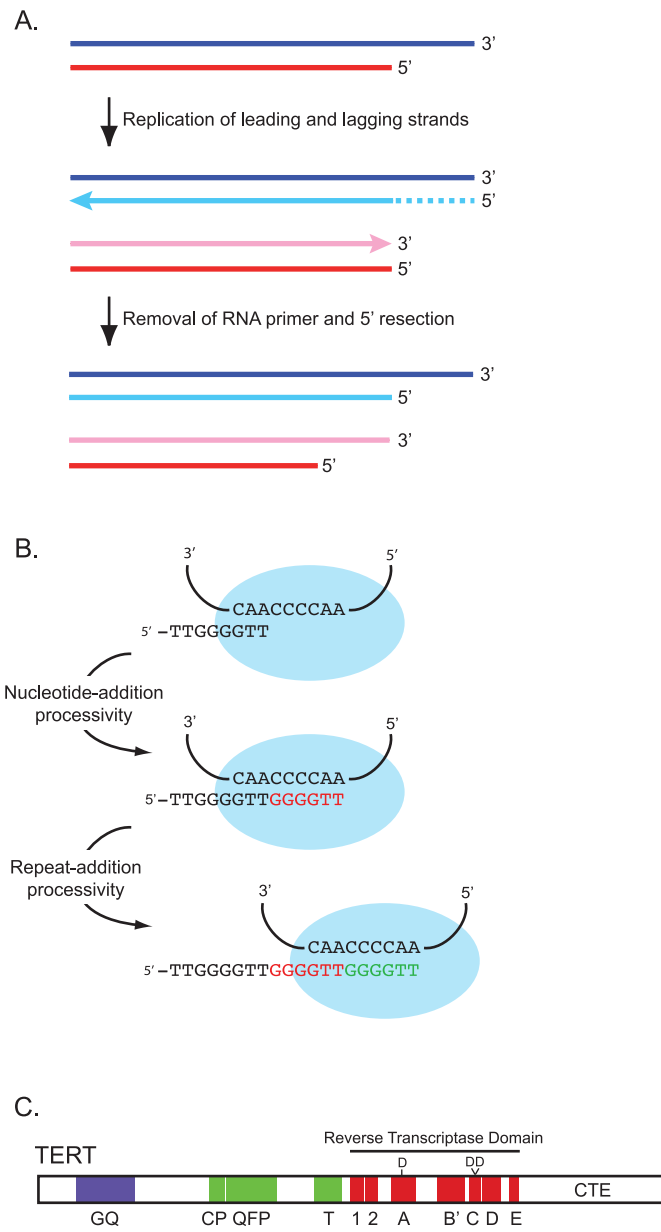 A.
3’
5’
Replication of leading and lagging strands
3’
5’
3’
5’
Removal of RNA primer and 5’ resection
3’
5’
3’
5’
B.
3’ 5’
CAACCCCAA
5’ –TTGGGGTT
Nucleotide-addition
processivity
3’ 5’
CAACCCCAA
5’–TTGGGGTTGGGGTT
Repeat-addition
processivity
3’ 5’
CAACCCCAA
5’–TTGGGGTTGGGGTTGGGGTT
C.
Reverse Transcriptase Domain
TERT
D DD
CTE
GQ CP QFP T 1 2 A B’ C D E